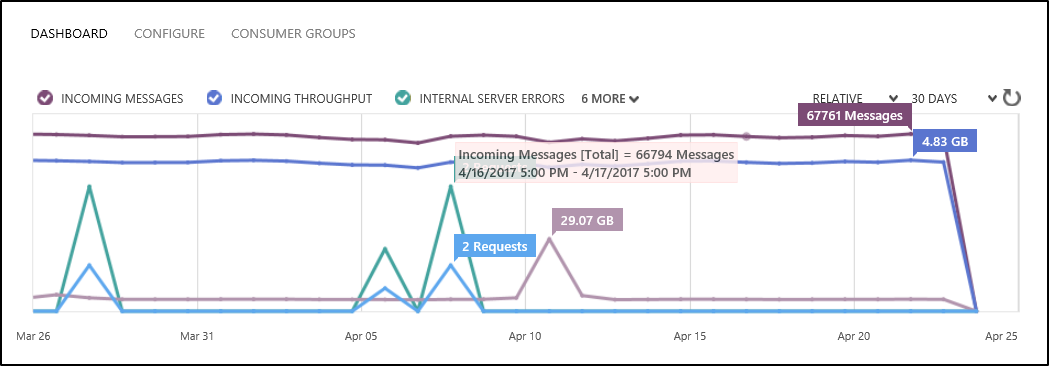 DASHBOARD CONFIGURE CONSUMER GROUPS
INCOMING MESSAGES INCOMING THROUGHPUT INTERNAL SERVER ERRORS 6 MORE RELATIVE 30 DAYS
67761 Messages
4.83 GB
Incoming Messages [Total] = 66794 Messages
4/16/2017 5:00 PM - 4/17/2017 5:00 PM
29.07 GB
2 Requests
Mar 26 Mar 31 Apr 05 Apr 10 Apr 15 Apr 20 Apr 25